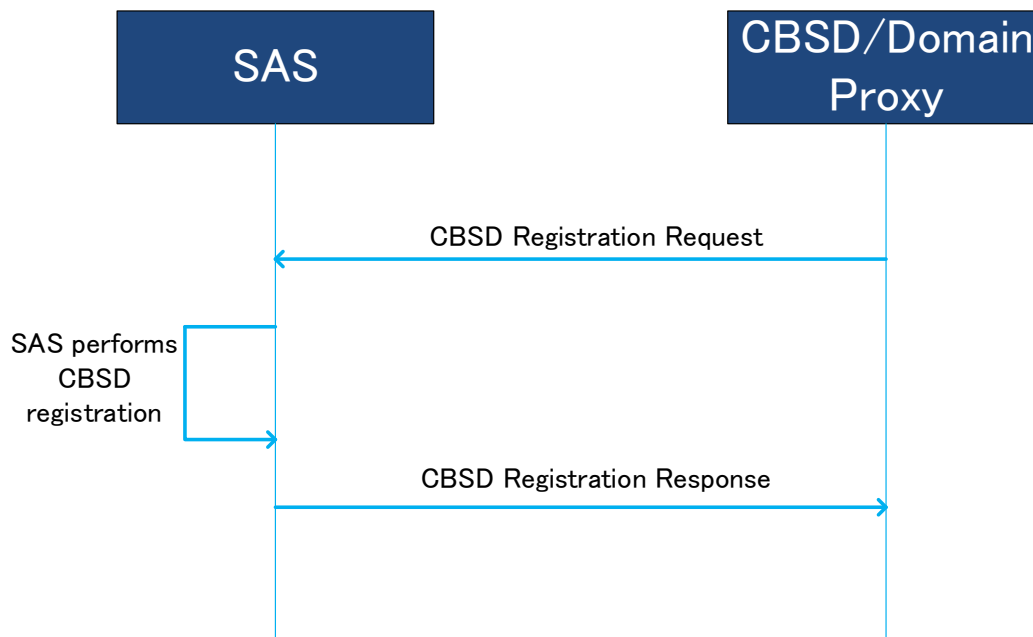 SAS
CBSD/Domain
Proxy
CBSD Registration Request
SAS performs
CBSD
registration
CBSD Registration Response